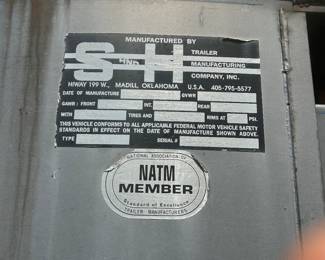 MANUFACTURED BY
S AND H TRAILER
MANUFACTURING
COMPANY, INC.
HIWAY 199 W., MADILL, OKLAHOMA U.S.A. 405-795-5577
DATE OF MANUFACTURE GVWR
GAWR: FRONT INT. REAR
WITH TIRES AND RIMS AT PSI.
THIS VEHICLE CONFORMS TO ALL APPLICABLE FEDERAL MOTOR VEHICLE SAFETY
STANDARDS IN EFFECT ON THE DATE OF MANUFACTURE SHOWN ABOVE.
TYPE SERIAL #
NATIONAL ASSOCIATION OF
NATM
MEMBER
Standard of Excellence
TRAILER MANUFACTURERS